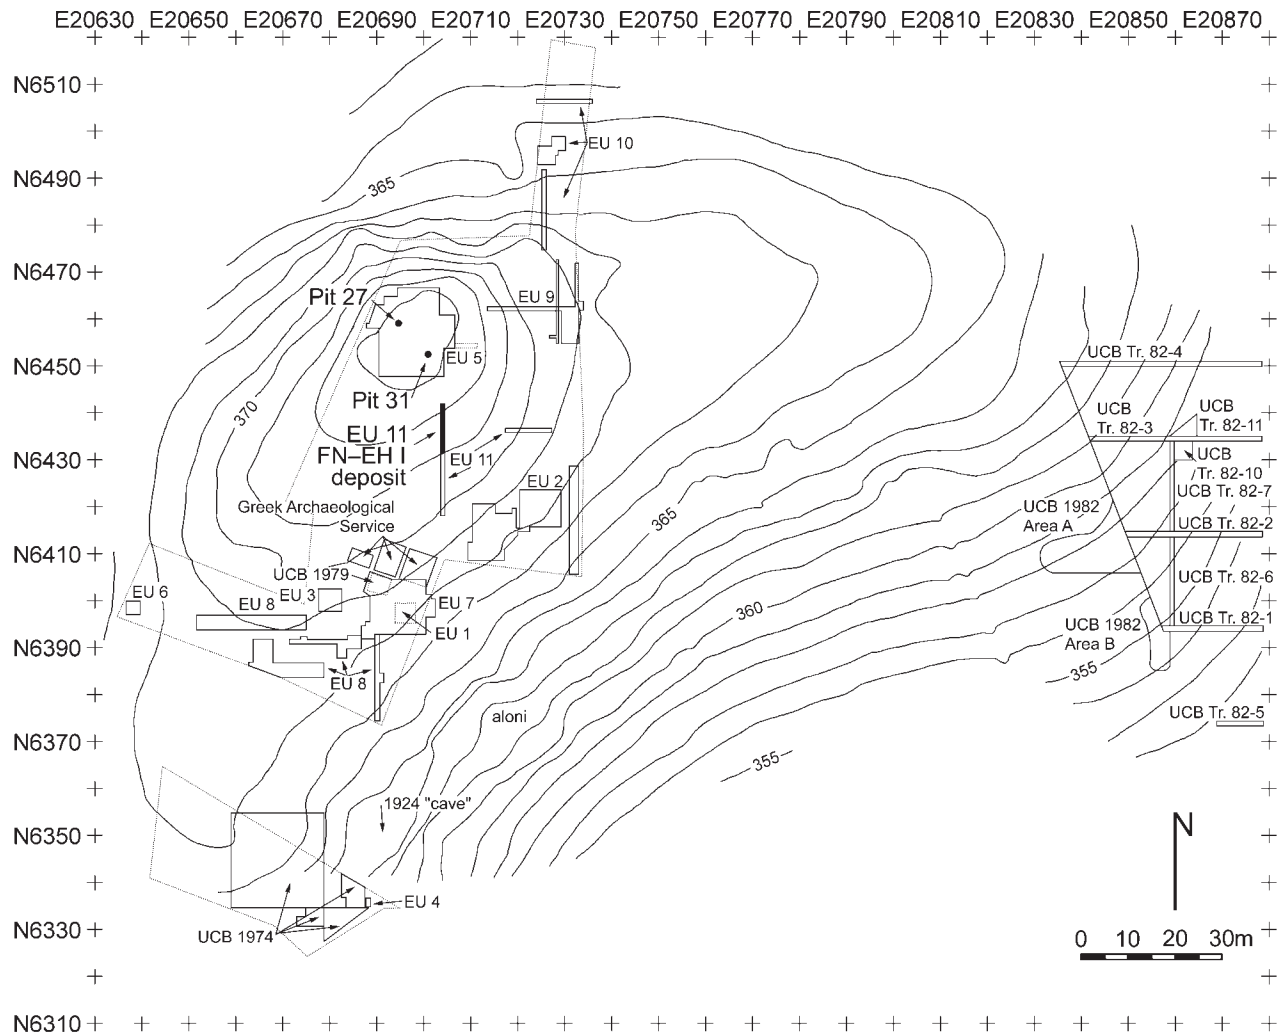 E20630 E20650 E20670 E20690 E20710 E20730 E20750 E20770 E20790 E20810 E20830 E20850 E20870
N6510
EU 10
N6490
365
N6470
Pit 27
EU 9
EU 5
UCB Tr. 82-4
N6450
Pit 31
370
EU 11
FN–EH I
deposit
EU 11
UCB
Tr. 82-3
UCB
Tr. 82-11
N6430
UCB
Tr. 82-10
EU 2
UCB Tr. 82-7
Greek Archaeological
Service
365
UCB 1982
Area A
UCB Tr. 82-2
N6410
UCB 1979
EU 6
EU 3
EU 8
EU 7
UCB Tr. 82-6
360
EU 1
UCB 1982
Area B
UCB Tr. 82-1
N6390
EU 8
355
aloni
UCB Tr. 82-5
N6370
355
1924 "cave"
N6350
N
EU 4
N6330
UCB 1974
0 10 20 30m
N6310